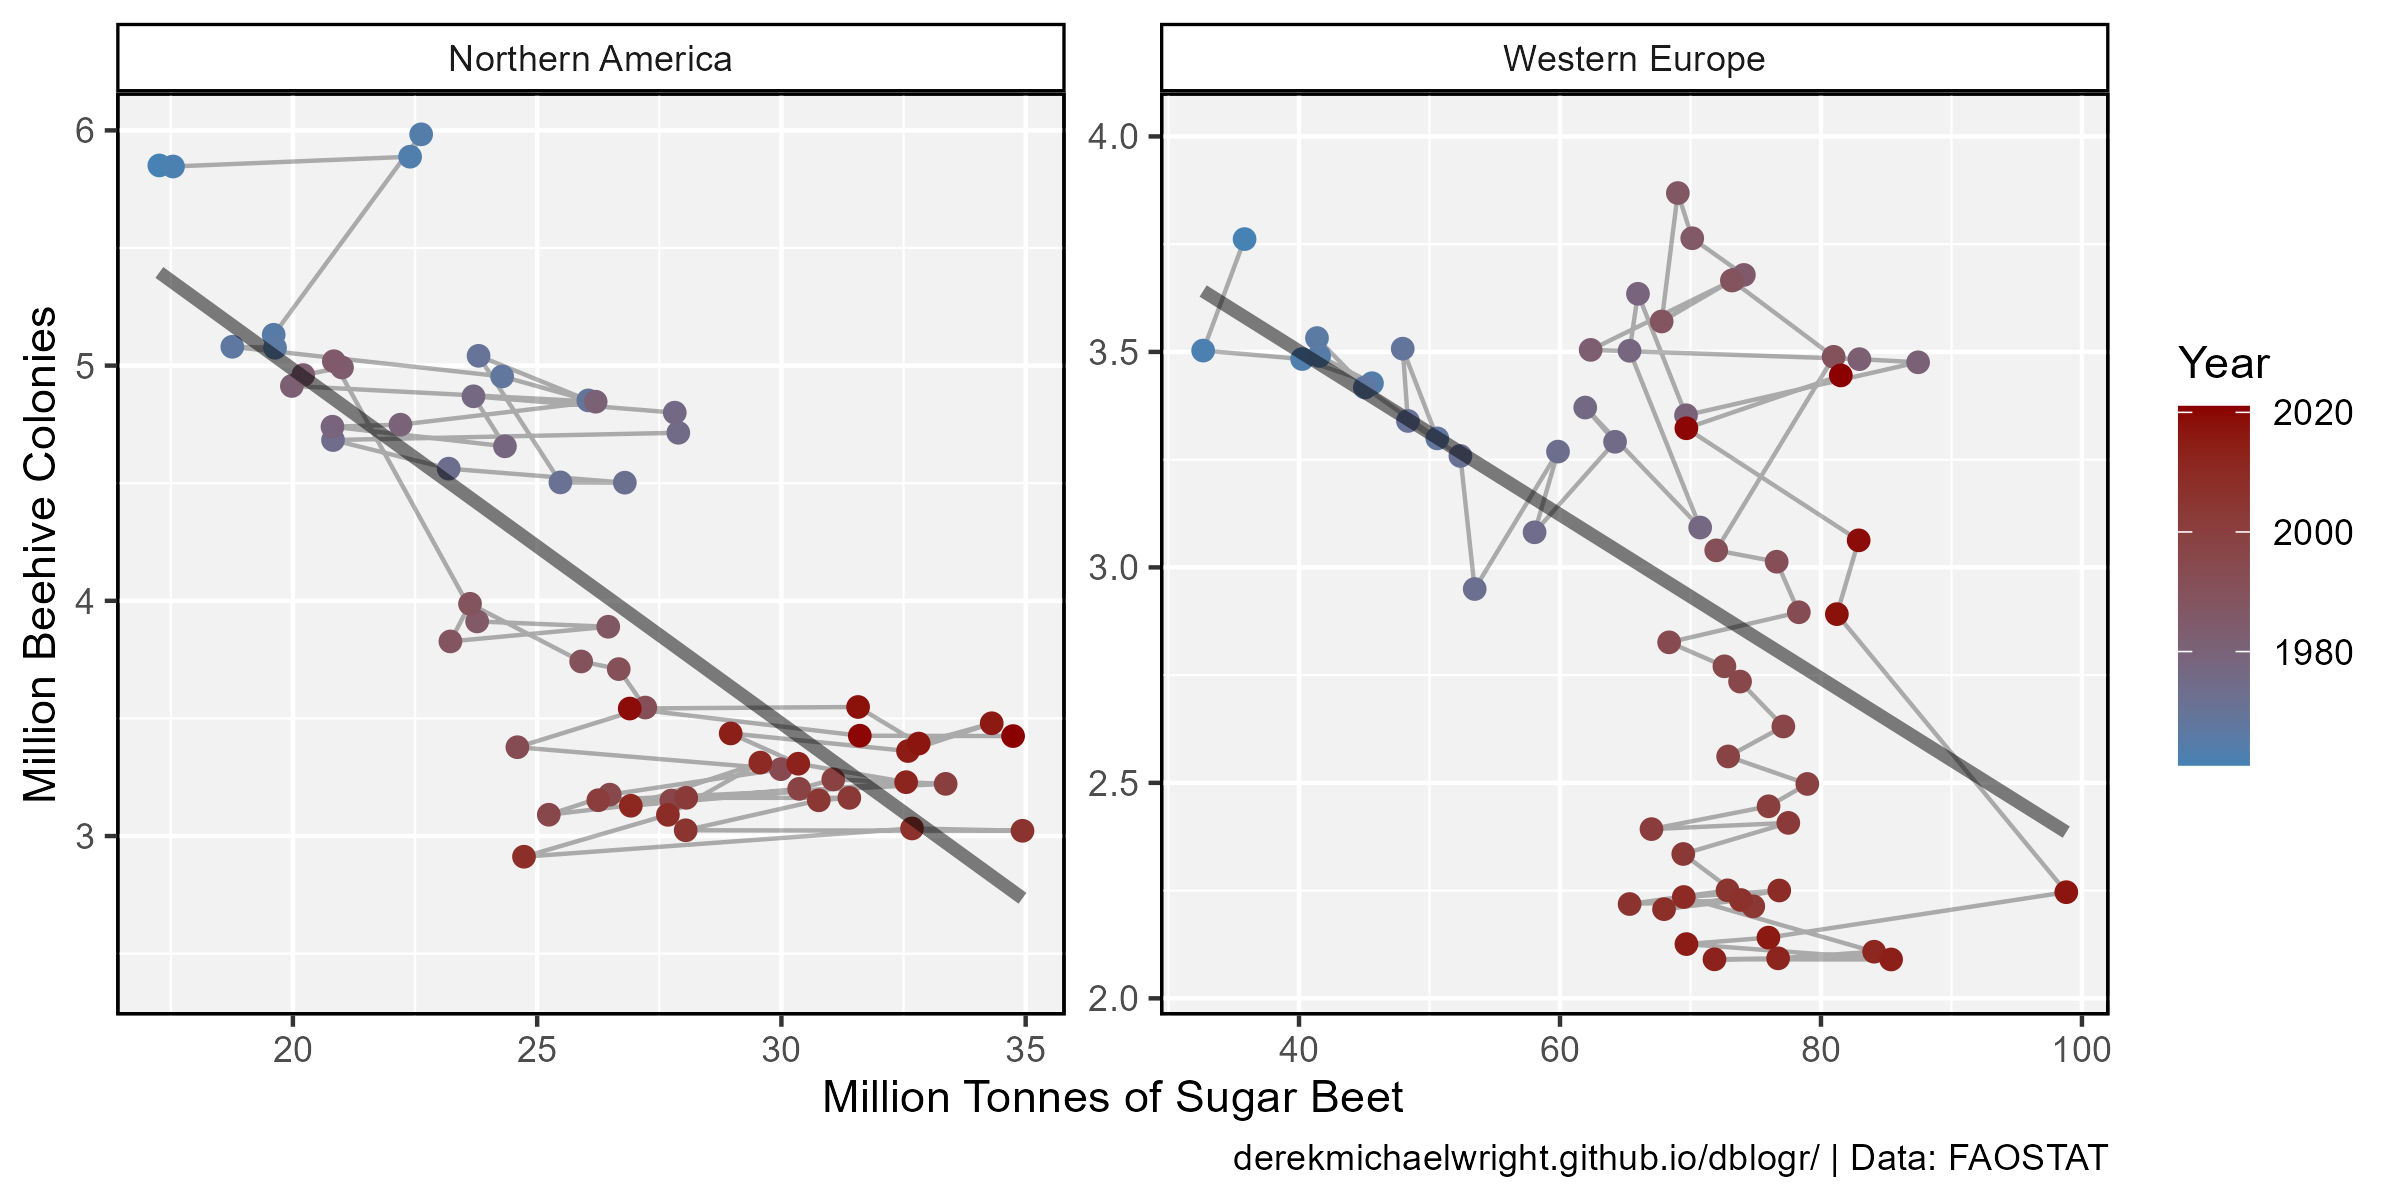 Northern America
Western Europe
Million Beehive Colonies
6
5
4
3
4.0
3.5
3.0
2.5
2.0
20 25 30 35
40 60 80 100
Million Tonnes of Sugar Beet
Year
2020
2000
1980
derekmichaelwright.github.io/dblogr/ | Data: FAOSTAT